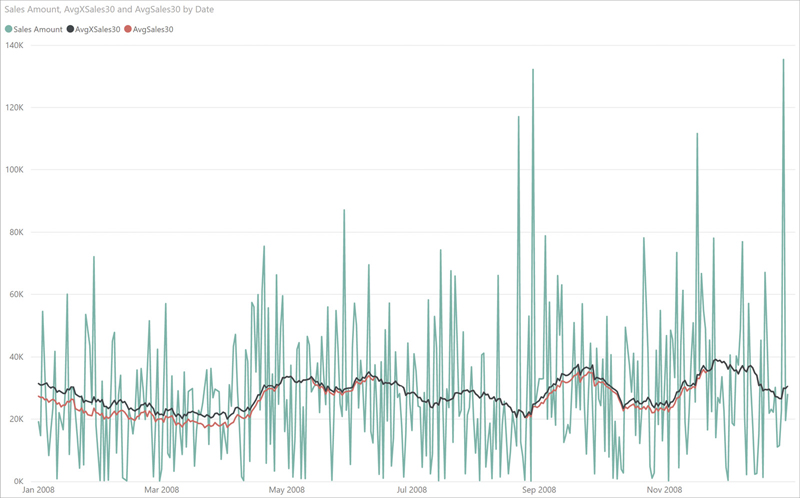 Sales Amount, AvgXSales30 and AvgSales30 by Date
Sales Amount AvgXSales30 AvgSales30
140K
120K
100K
80K
60K
40K
20K
0K
Jan 2008 Mar 2008 May 2008 Jul 2008 Sep 2008 Nov 2008